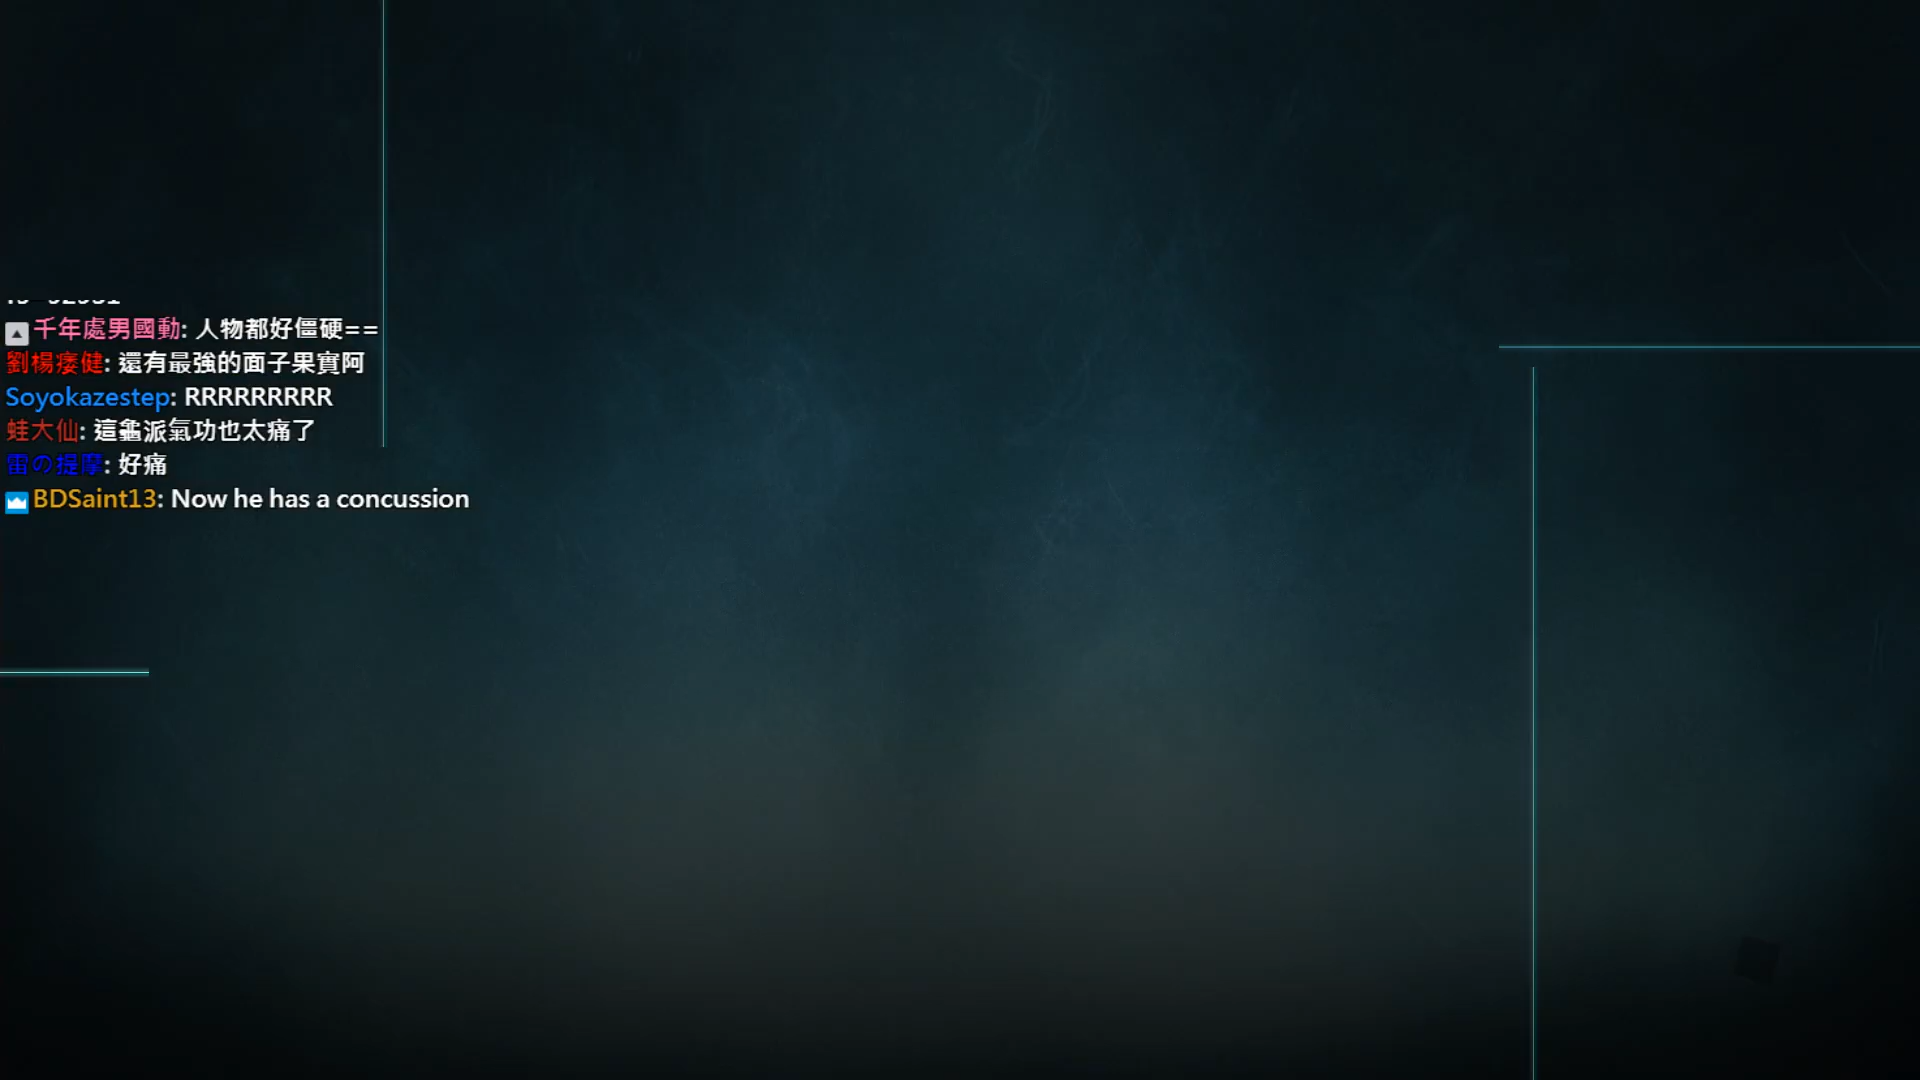 千年處男國動: 人物都好僵硬==
劉楊痿健: 還有最強的面子果實阿
Soyokazestep: RRRRRRRRR
蛙大仙: 這龜派氣功也太痛了
雷の提摩: 好痛
BDSaint13: Now he has a concussion